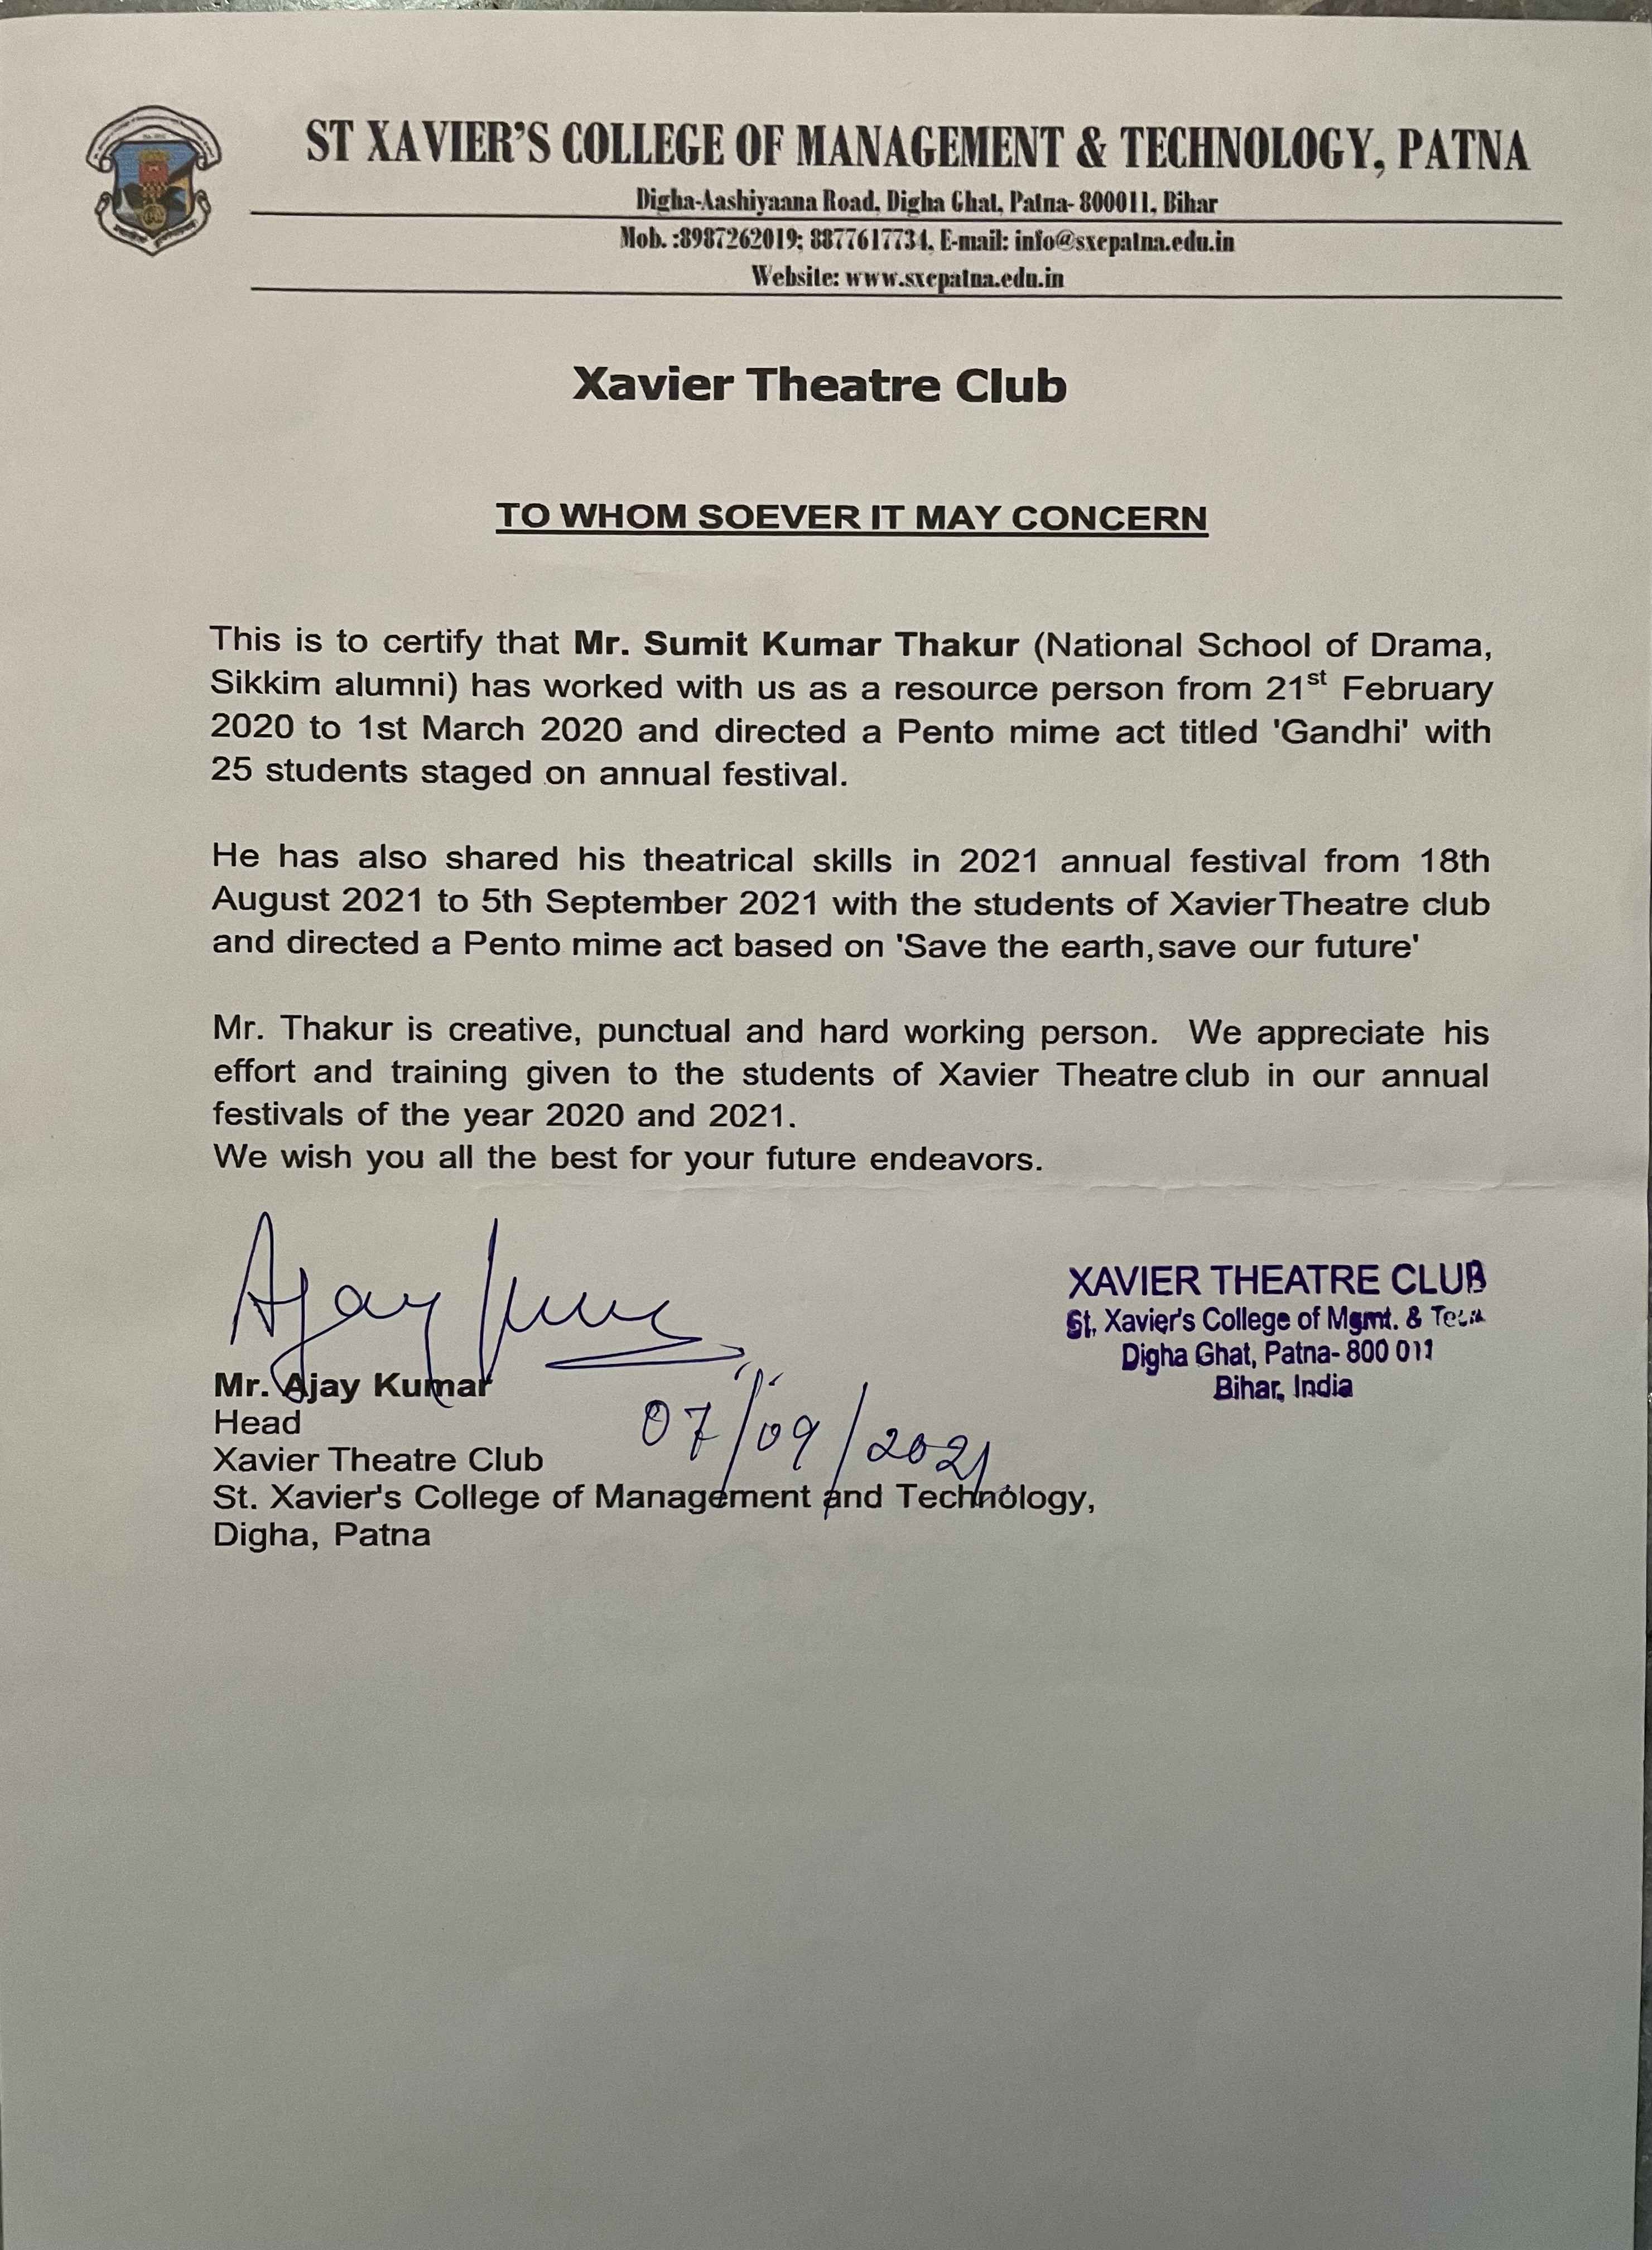 ST XAVIER'S COLLEGE OF MANAGEMENT & TECHNOLOGY, PATNA
Digha-Aashiyaana Road, Digha Ghat, Patna- 800011, Bihar
Mob. :8987262019; 8877617734, E-mail: info@sxcpatna.edu.in
Website: www.sxcpatna.edu.in
Xavier Theatre Club
TO WHOM SOEVER IT MAY CONCERN
This is to certify that Mr. Sumit Kumar Thakur (National School of Drama,
Sikkim alumni) has worked with us as a resource person from 21st February
2020 to 1st March 2020 and directed a Pento mime act titled 'Gandhi' with
25 students staged on annual festival.
He has also shared his theatrical skills in 2021 annual festival from 18th
August 2021 to 5th September 2021 with the students of Xavier Theatre club
and directed a Pento mime act based on 'Save the earth,save our future'
Mr. Thakur is creative, punctual and hard working person. We appreciate his
effort and training given to the students of Xavier Theatre club in our annual
festivals of the year 2020 and 2021.
We wish you all the best for your future endeavors.
Ajay Kumar
XAVIER THEATRE CLUB
St. Xavier's College of Mgmt. & Tech
Digha Ghat, Patna- 800 011
Bihar, India
Mr. Ajay Kumar
Head
07/09/2021
Xavier Theatre Club
St. Xavier's College of Management and Technology,
Digha, Patna